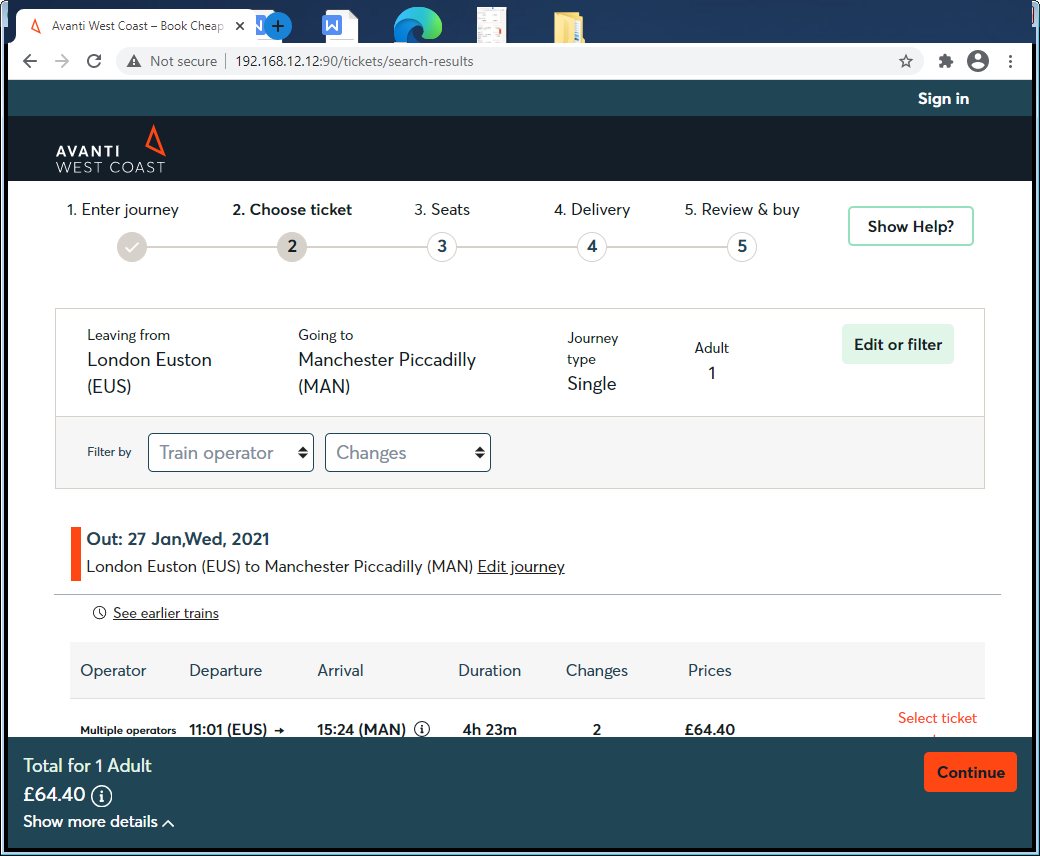 Avanti West Coast – Book Cheap
Not secure
192.168.12.12:90/tickets/search-results
Sign in
AVANTI
WEST COAST
1. Enter journey
2. Choose ticket
3. Seats
4. Delivery
5. Review & buy
2
3
4
5
Show Help?
Leaving from
London Euston
(EUS)
Going to
Manchester Piccadilly
(MAN)
Journey
type
Single
Adult
1
Edit or filter
Filter by
Train operator
Changes
Out: 27 Jan,Wed, 2021
London Euston (EUS) to Manchester Piccadilly (MAN) Edit journey
See earlier trains
Operator Departure Arrival Duration Changes Prices
Multiple operators 11:01 (EUS) → 15:24 (MAN) 4h 23m 2 £64.40 Select ticket
Total for 1 Adult
£64.40
Show more details
Continue